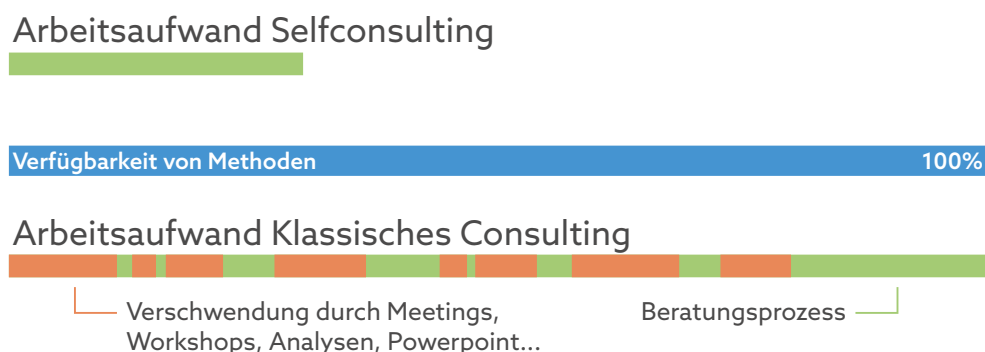 Arbeitsaufwand Selfconsulting
Verfügbarkeit von Methoden 100%
Arbeitsaufwand Klassisches Consulting
Verschwendung durch Meetings,
Workshops, Analysen, Powerpoint...
Beratungsprozess